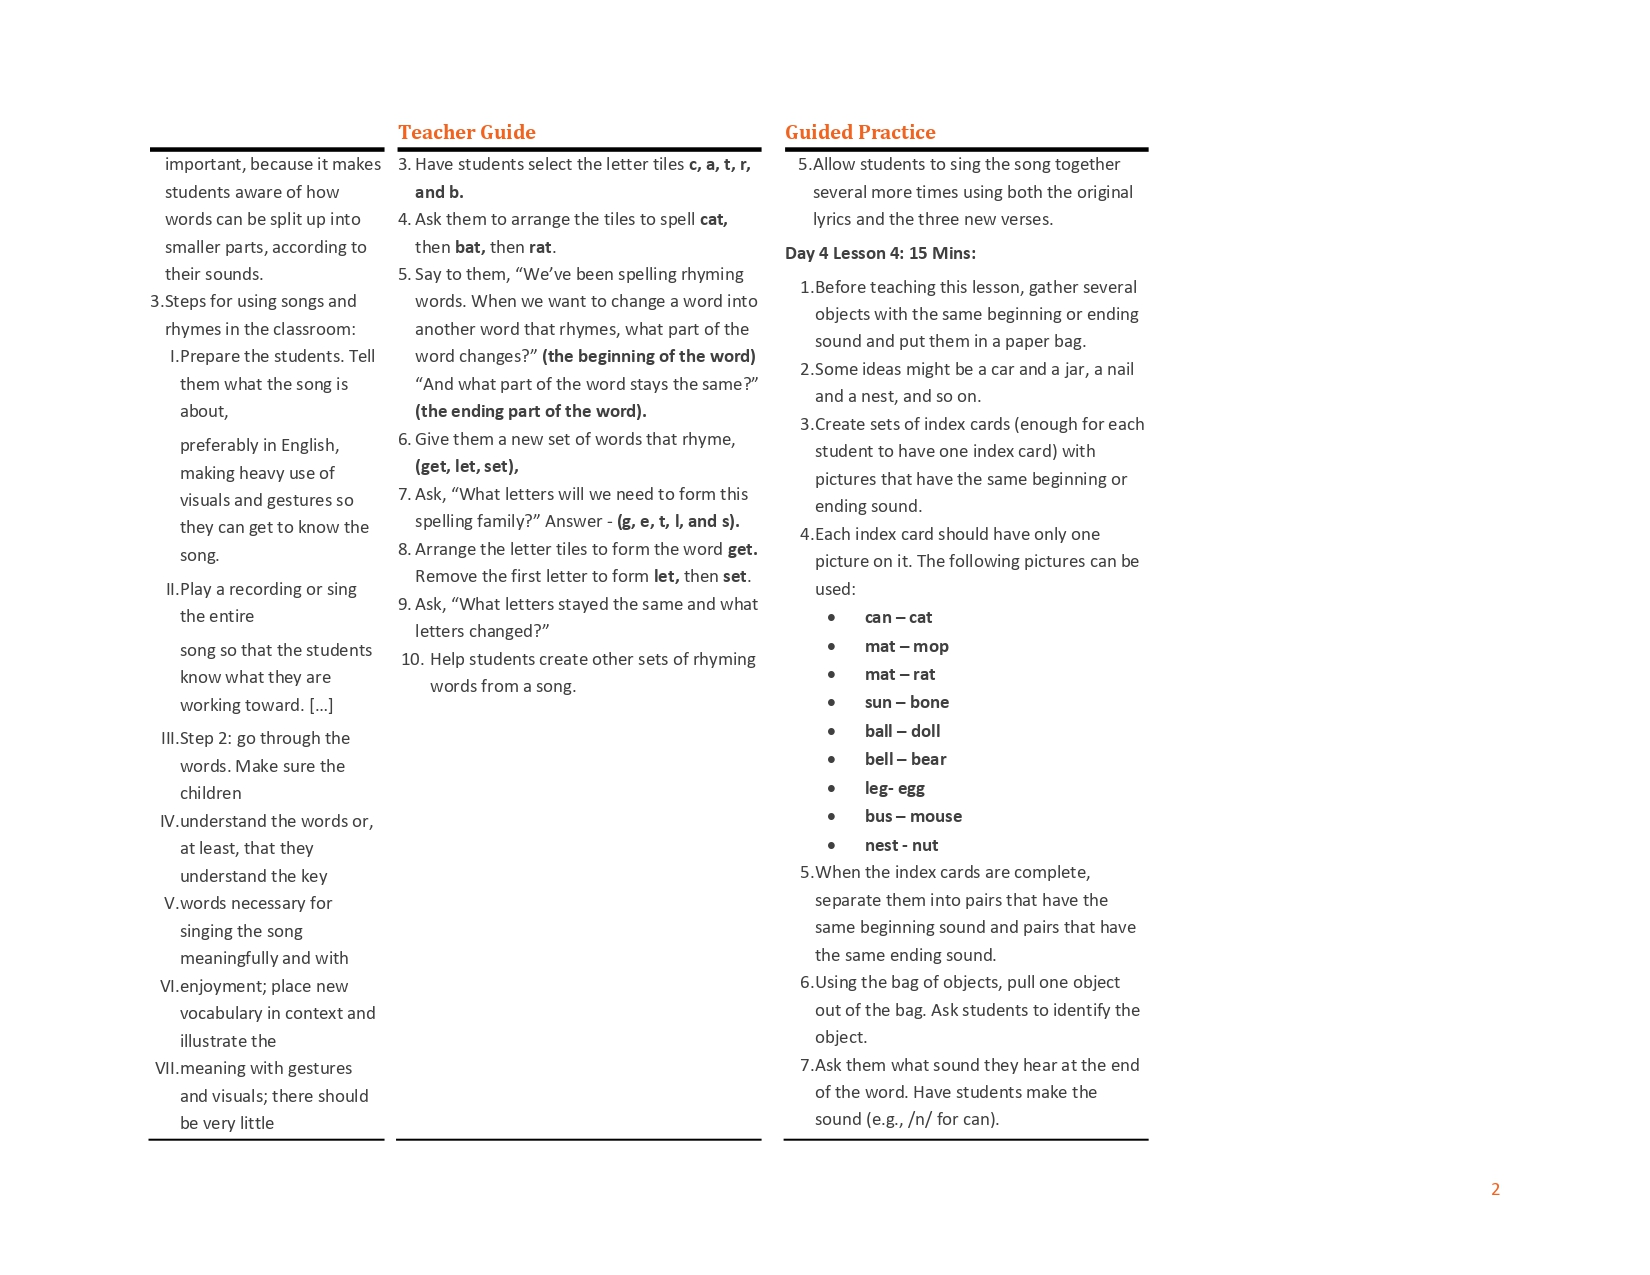 important, because it makes
students aware of how
words can be split up into
smaller parts, according to
their sounds.
3.Steps for using songs and
rhymes in the classroom:
I.Prepare the students. Tell
them what the song is
about,
preferably in English,
making heavy use of
visuals and gestures so
they can get to know the
song.
II.Play a recording or sing
the entire
song so that the students
know what they are
working toward. […]
III.Step 2: go through the
words. Make sure the
children
IV.understand the words or,
at least, that they
understand the key
V.words necessary for
singing the song
meaningfully and with
VI.enjoyment; place new
vocabulary in context and
illustrate the
VII.meaning with gestures
and visuals; there should
be very little
Teacher Guide
3. Have students select the letter tiles c, a, t, r,
and b.
4. Ask them to arrange the tiles to spell cat,
then bat, then rat.
5. Say to them, “We’ve been spelling rhyming
words. When we want to change a word into
another word that rhymes, what part of the
word changes?” (the beginning of the word)
“And what part of the word stays the same?”
(the ending part of the word).
6. Give them a new set of words that rhyme,
(get, let, set),
7. Ask, “What letters will we need to form this
spelling family?” Answer - (g, e, t, l, and s).
8. Arrange the letter tiles to form the word get.
Remove the first letter to form let, then set.
9. Ask, “What letters stayed the same and what
letters changed?”
10. Help students create other sets of rhyming
words from a song.
Guided Practice
5.Allow students to sing the song together
several more times using both the original
lyrics and the three new verses.
Day 4 Lesson 4: 15 Mins:
1.Before teaching this lesson, gather several
objects with the same beginning or ending
sound and put them in a paper bag.
2.Some ideas might be a car and a jar, a nail
and a nest, and so on.
3.Create sets of index cards (enough for each
student to have one index card) with
pictures that have the same beginning or
ending sound.
4.Each index card should have only one
picture on it. The following pictures can be
used:
• can – cat
• mat – mop
• mat – rat
• sun – bone
• ball – doll
• bell – bear
• leg- egg
• bus – mouse
• nest - nut
5.When the index cards are complete,
separate them into pairs that have the
same beginning sound and pairs that have
the same ending sound.
6.Using the bag of objects, pull one object
out of the bag. Ask students to identify the
object.
7.Ask them what sound they hear at the end
of the word. Have students make the
sound (e.g., /n/ for can).
2